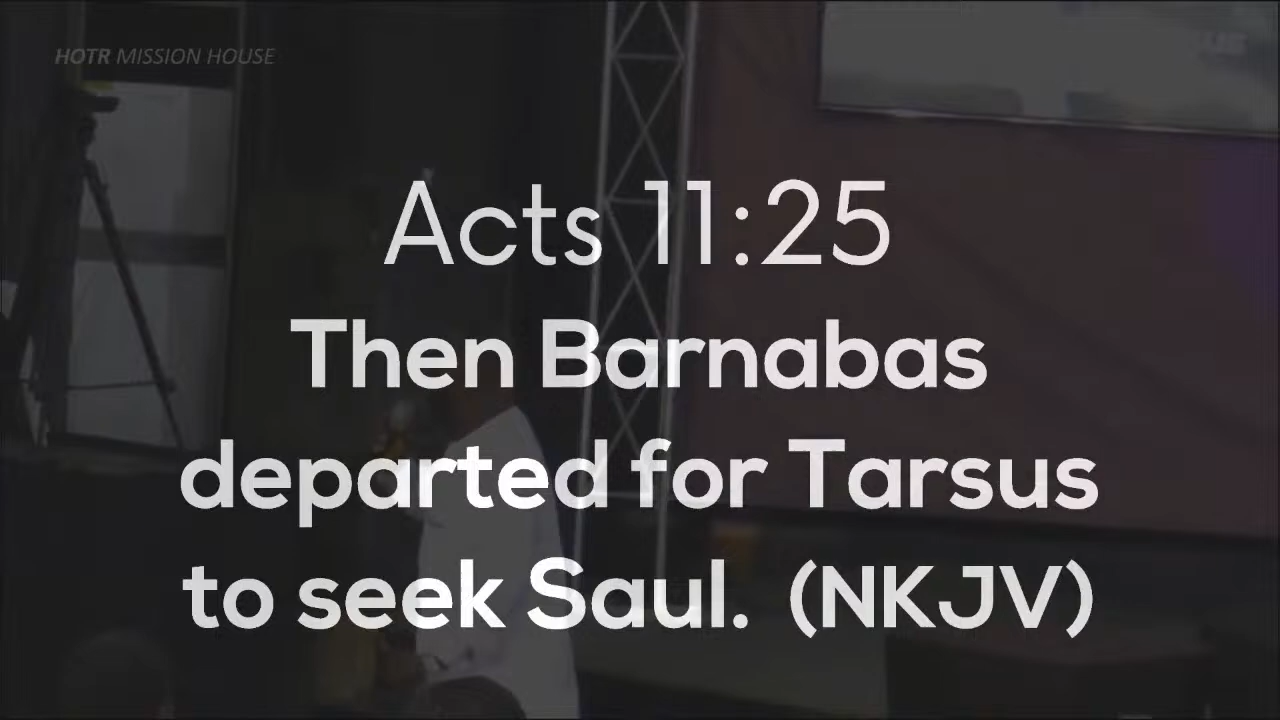 HOTR MISSION HOUSE
Acts 11:25
Then Barnabas
departed for Tarsus
to seek Saul. (NKJV)